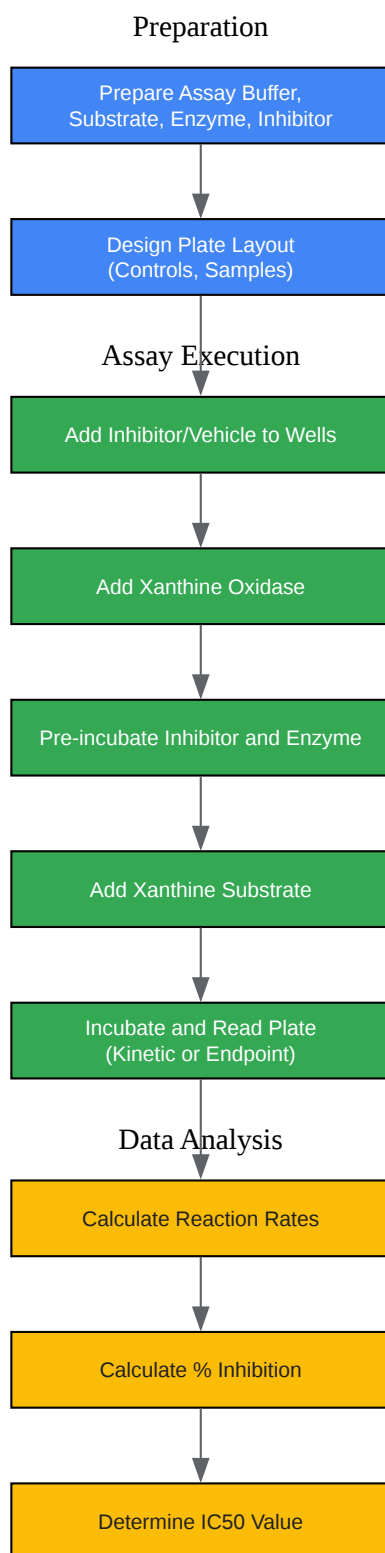 Preparation
Prepare Assay Buffer,
Substrate, Enzyme, Inhibitor
Design Plate Layout
(Controls, Samples)
Assay Execution
Add Inhibitor/Vehicle to Wells
Add Xanthine Oxidase
Pre-incubate Inhibitor and Enzyme
Add Xanthine Substrate
Incubate and Read Plate
(Kinetic or Endpoint)
Data Analysis
Calculate Reaction Rates
Calculate % Inhibition
Determine IC50 Value